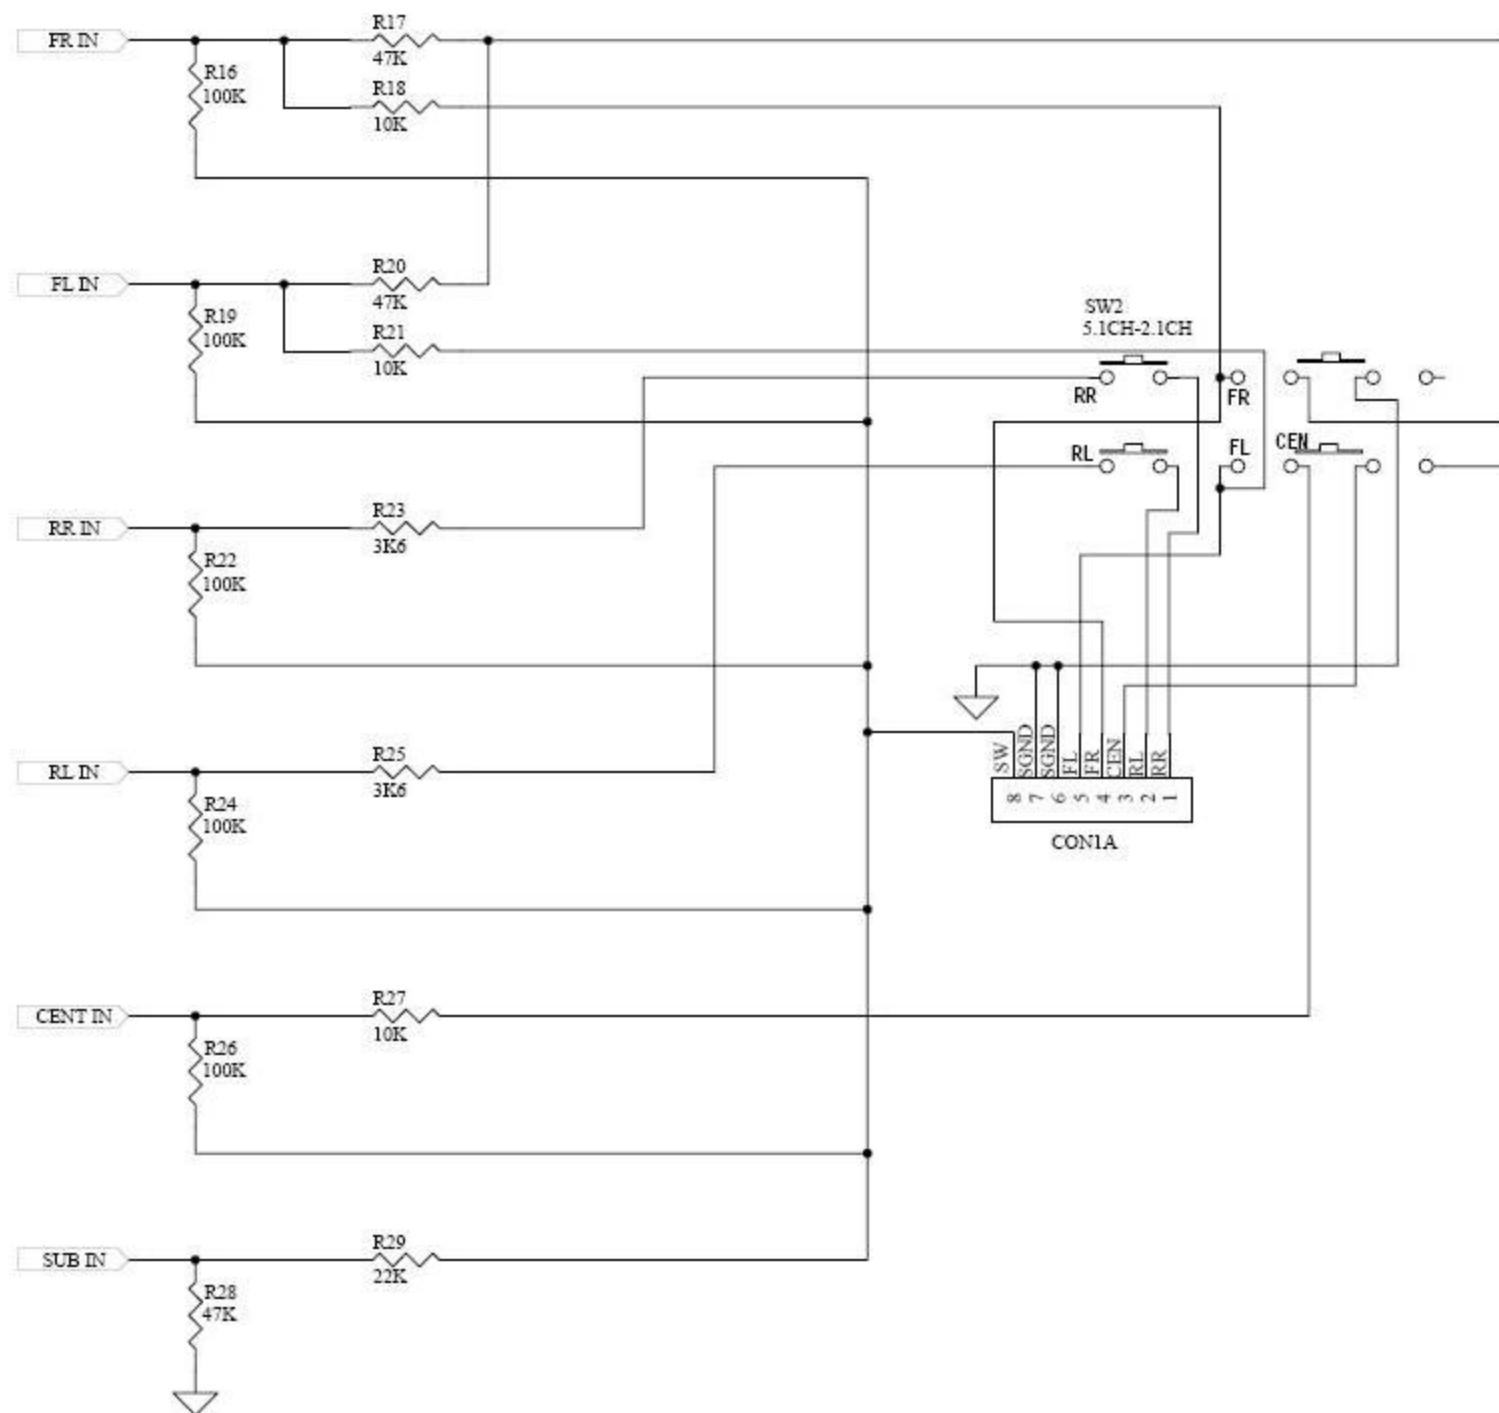 FR IN
R17
47K
R16
100K
R18
10K
FL IN
R20
47K
R19
100K
R21
10K
SW2
5.1CH-2.1CH
RR
FR
RL
FL
CEN
RR IN
R23
3K6
R22
100K
RL IN
R25
3K6
R24
100K
SW
SGND
SGND
FL
FR
CEN
RL
RR
8
7
6
5
4
3
2
1
CON1A
CENT IN
R27
10K
R26
100K
SUB IN
R29
22K
R28
47K